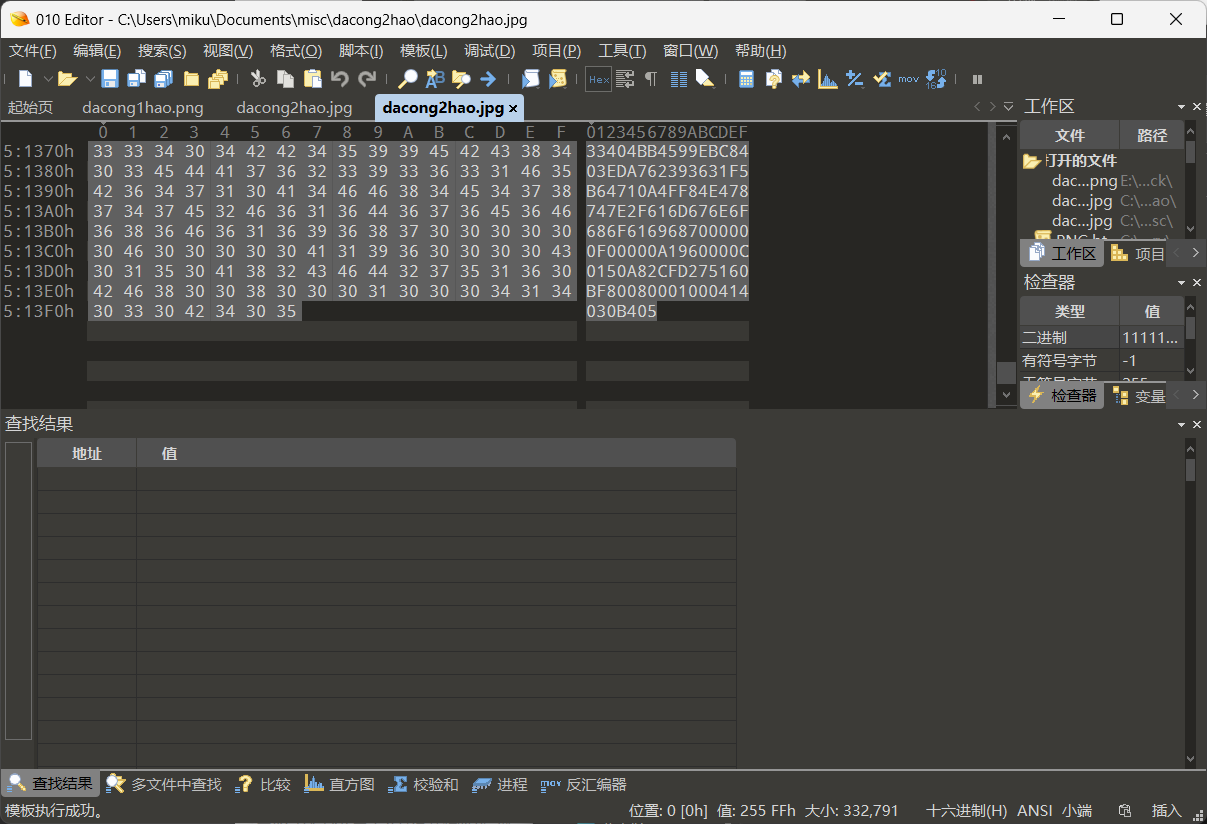 010 Editor - C:\Users\miku\Documents\misc\dacong2hao\dacong2hao.jpg
文件(F) 编辑(E) 搜索(S) 视图(V) 格式(O) 脚本(I) 模板(L) 调试(D) 项目(P) 工具(T) 窗口(W) 帮助(H)
Hex mov
起始页 dacong1hao.png dacong2hao.jpg dacong2hao.jpg
0 1 2 3 4 5 6 7 8 9 A B C D E F 0123456789ABCDEF
5:1370h 33 33 34 30 34 42 42 34 35 39 39 45 42 43 38 34 33404BB4599EBC84
5:1380h 30 33 45 44 41 37 36 32 33 39 33 36 33 31 46 35 03EDA762393631F5
5:1390h 42 36 34 37 31 30 41 34 46 46 38 34 45 34 37 38 B64710A4FF84E478
5:13A0h 37 34 37 45 32 46 36 31 36 44 36 37 36 45 36 46 747E2F616D676E6F
5:13B0h 36 38 36 46 36 31 36 39 36 38 37 30 30 30 30 30 686F616968700000
5:13C0h 30 46 30 30 30 30 30 41 31 39 36 30 30 30 30 43 0F00000A1960000C
5:13D0h 30 31 35 30 41 38 32 43 46 44 32 37 35 31 36 30 0150A82CFD275160
5:13E0h 42 46 38 30 30 38 30 30 30 31 30 30 30 34 31 34 BF80080001000414
5:13F0h 30 33 30 42 34 30 35 030B405
工作区
文件 路径
打开的文件
dac...png E:\...ck\
dac...jpg C:\...ao\
dac...jpg C:\...sc\
工作区 项目
检查器
类型 值
二进制 11111...
有符号字节 -1
检查器 变量
查找结果
地址 值
查找结果 多文件中查找 比较 直方图 校验和 进程 反汇编器
模板执行成功。 位置: 0 [0h] 值: 255 FFh 大小: 332,791 十六进制(H) ANSI 小端 插入